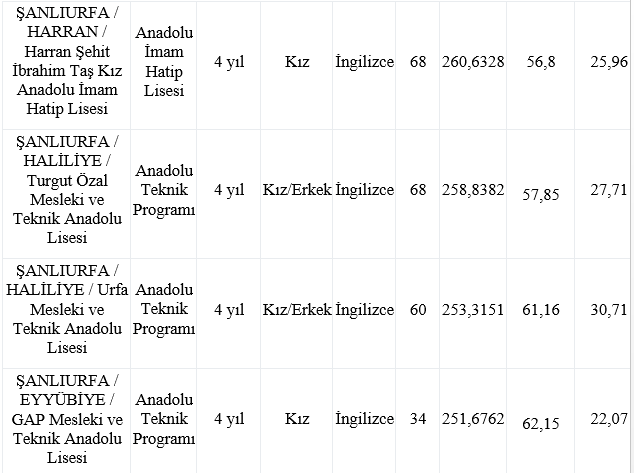 ŞANLIURFA /
HARRAN /
Harran Şehit
İbrahim Taş Kız
Anadolu İmam
Hatip Lisesi
Anadolu
İmam
Hatip
Lisesi
4 yıl
Kız
İngilizce
68
260,6328
56,8
25,96
ŞANLIURFA /
HALİLİYE /
Turgut Özal
Mesleki ve
Teknik Anadolu
Lisesi
Anadolu
Teknik
Programı
4 yıl
Kız/Erkek
İngilizce
68
258,8382
57,85
27,71
ŞANLIURFA /
HALİLİYE / Urfa
Mesleki ve
Teknik Anadolu
Lisesi
Anadolu
Teknik
Programı
4 yıl
Kız/Erkek
İngilizce
60
253,3151
61,16
30,71
ŞANLIURFA /
EYYÜBİYE /
GAP Mesleki ve
Teknik Anadolu
Lisesi
Anadolu
Teknik
Programı
4 yıl
Kız
İngilizce
34
251,6762
62,15
22,07